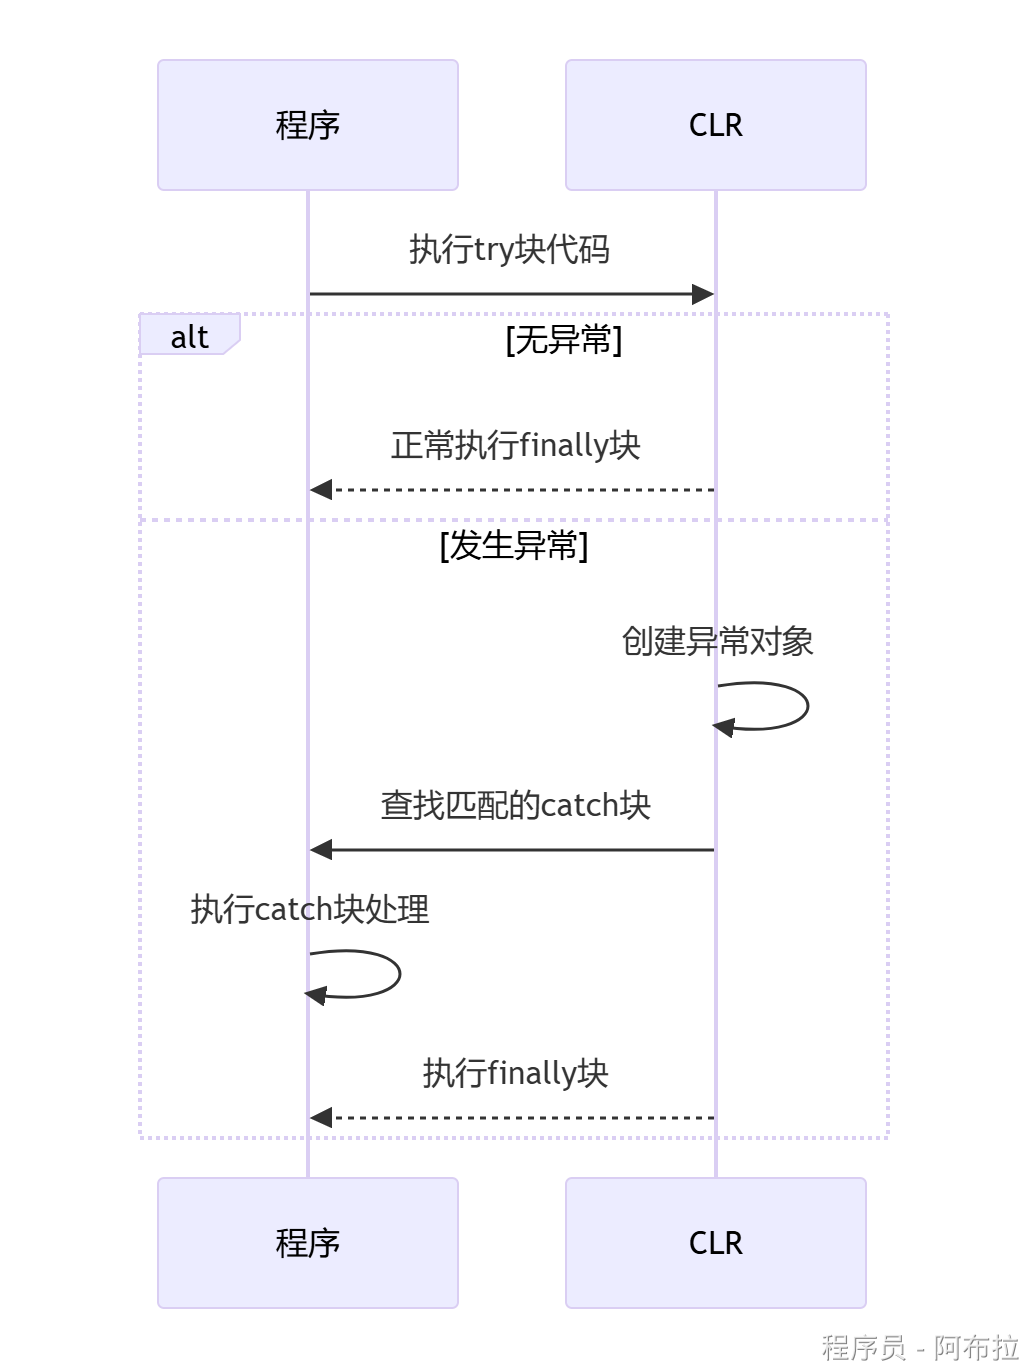 程序
CLR
执行try块代码
alt
[无异常]
正常执行finally块
[发生异常]
创建异常对象
查找匹配的catch块
执行catch块处理
执行finally块
程序
CLR
程序员 - 阿布拉